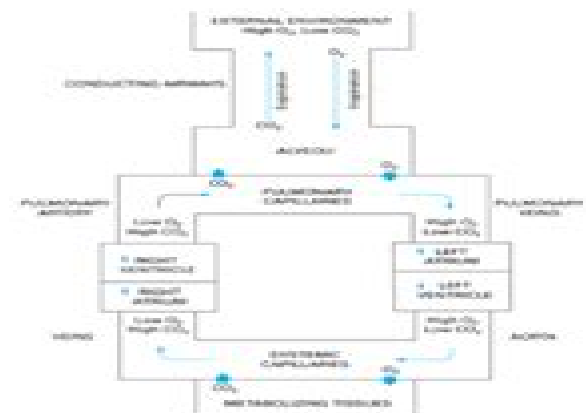 EXTERNAL ENVIRONMENT
High O₂, Low CO₂
O₂
CONDUCTING AIRWAYS
Expiration
Inspiration
CO₂
ALVEOLI
CO₂
O₂
PULMONARY
ARTERY
PULMONARY
CAPILLARIES
PULMONARY
VEINS
Low O₂
High CO₂
High O₂
Low CO₂
RIGHT
VENTRICLE
LEFT
ATRIUM
RIGHT
ATRIUM
LEFT
VENTRICLE
Low O₂
High CO₂
High O₂
Low CO₂
VEINS
SYSTEMIC
CAPILLARIES
AORTA
CO₂
O₂
METABOLIZING TISSUES